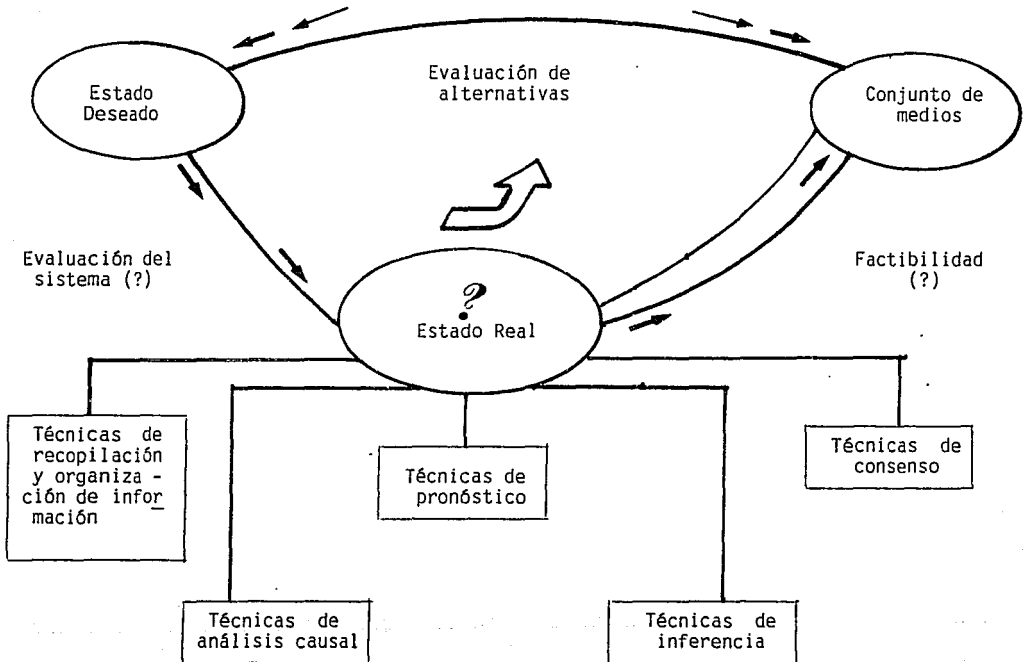 Estado
Deseado
Evaluación de
alternativas
Conjunto de
medios
Evaluación del
sistema (?)
?
Estado Real
Factibilidad
(?)
Técnicas de
recopilación
y organiza -
ción de infor
mación
Técnicas de
pronóstico
Técnicas de
consenso
Técnicas de
análisis causal
Técnicas de
inferencia